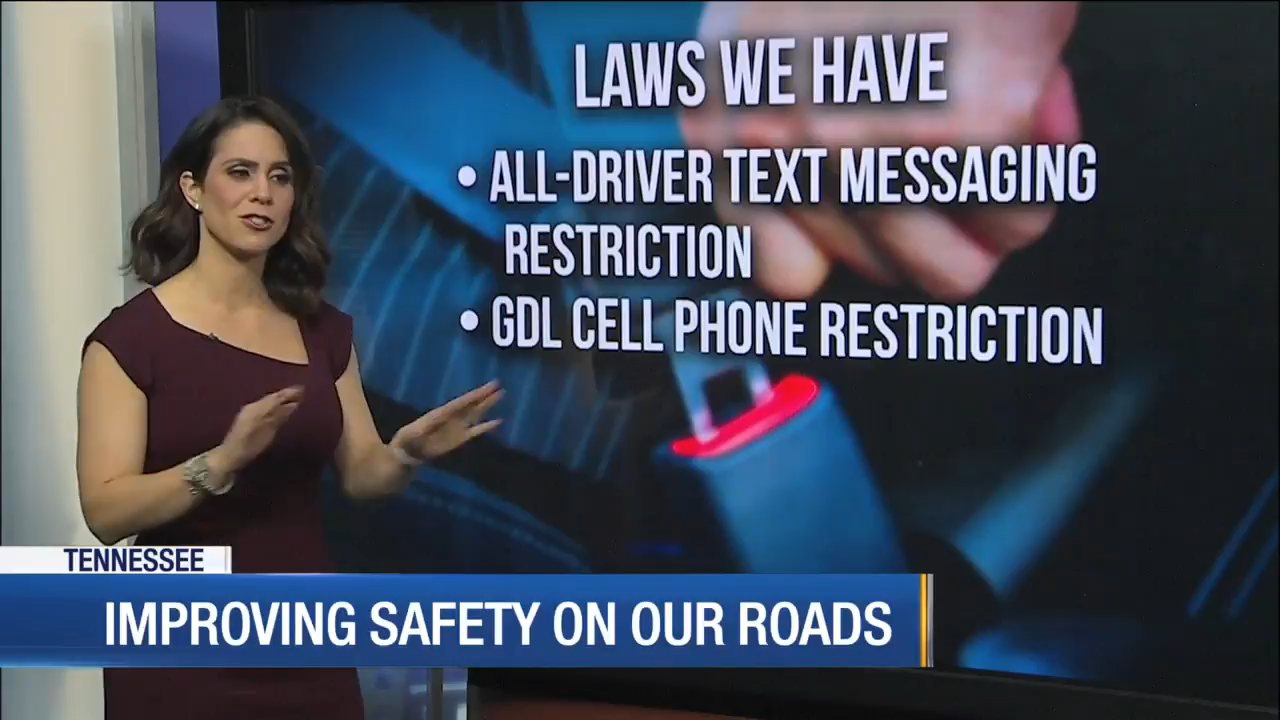 LAWS WE HAVE
• ALL-DRIVER TEXT MESSAGING
RESTRICTION
• GDL CELL PHONE RESTRICTION
TENNESSEE
IMPROVING SAFETY ON OUR ROADS